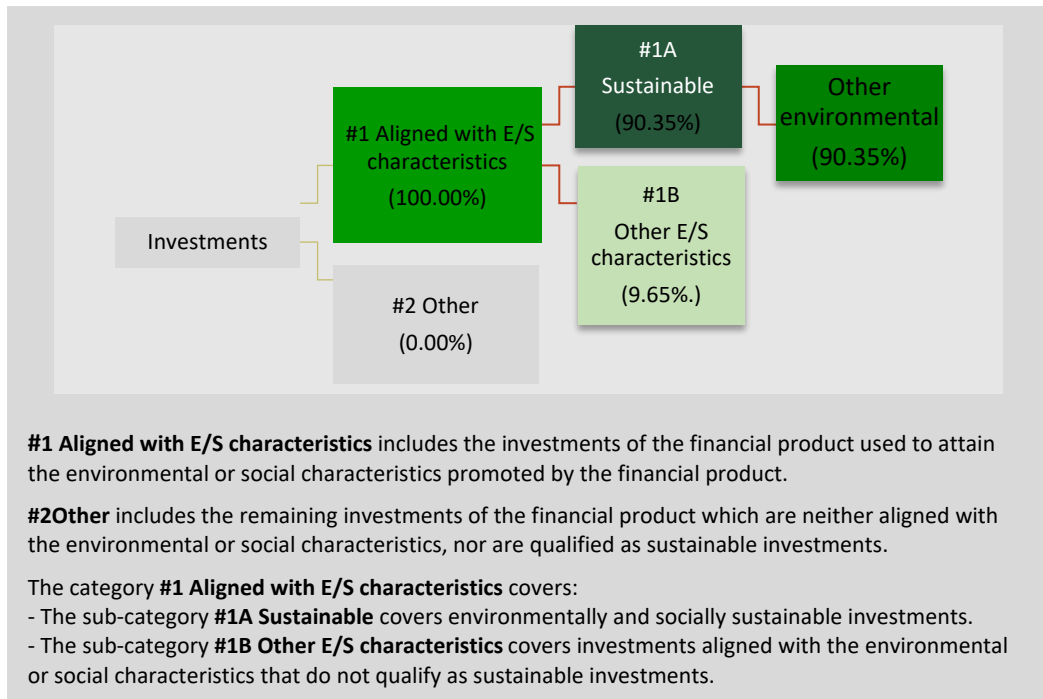 Investments
#1 Aligned with E/S
characteristics
(100.00%)
#2 Other
(0.00%)
#1A
Sustainable
(90.35%)
#1B
Other E/S
characteristics
(9.65%.)
Other
environmental
(90.35%)
#1 Aligned with E/S characteristics includes the investments of the financial product used to attain
the environmental or social characteristics promoted by the financial product.
#2Other includes the remaining investments of the financial product which are neither aligned with
the environmental or social characteristics, nor are qualified as sustainable investments.
The category #1 Aligned with E/S characteristics covers:
- The sub-category #1A Sustainable covers environmentally and socially sustainable investments.
- The sub-category #1B Other E/S characteristics covers investments aligned with the environmental
or social characteristics that do not qualify as sustainable investments.